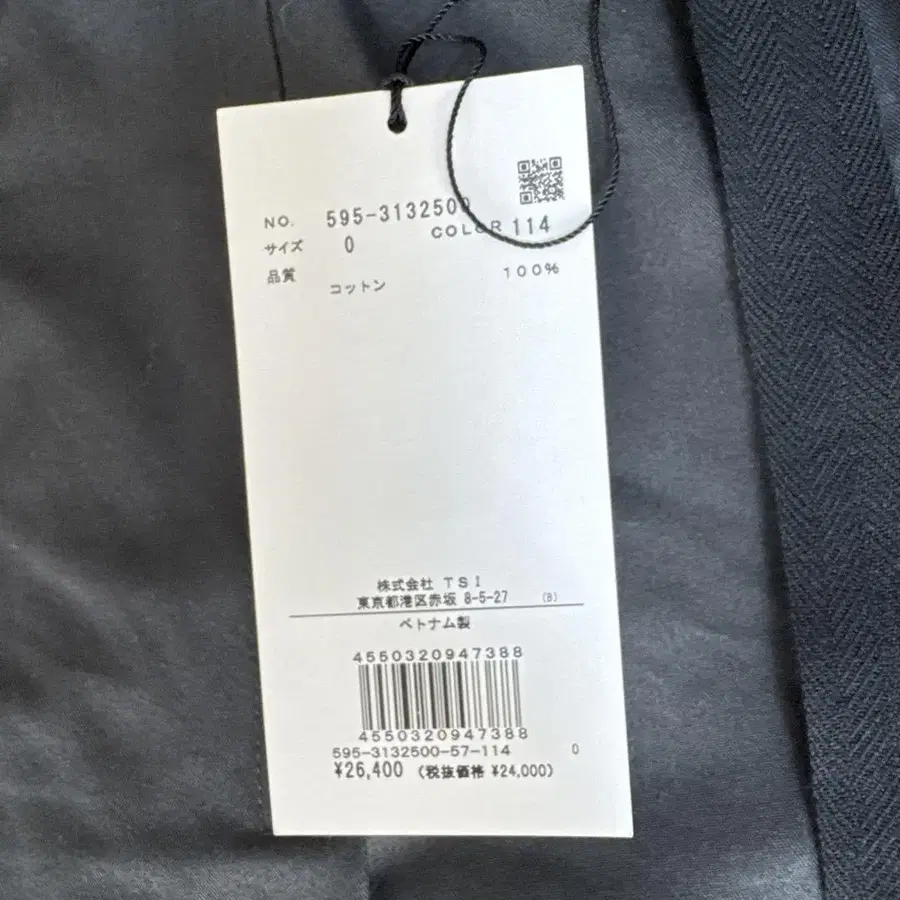 NO. 595-3132500
COLOR 114
サイズ 0
品質
コットン 100%
株式会社 TSI
東京都港区赤坂 8-5-27 (B)
ベトナム製
4550320947388
4550320947388
595-3132500-57-114 0
¥26,400 (税抜価格 ¥24,000)